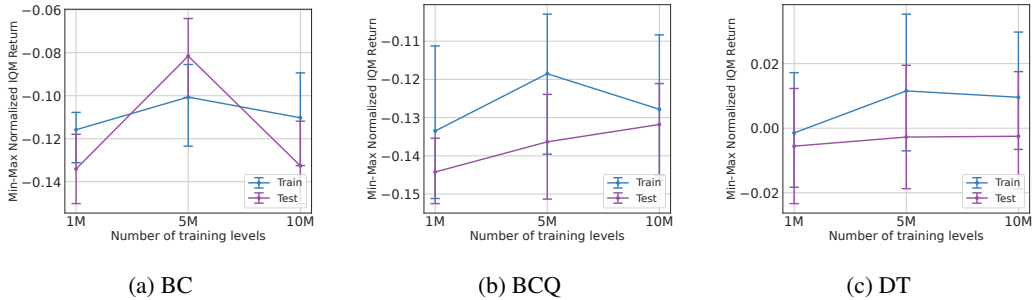 Min-Max Normalized IQM Return
−0.06
−0.08
−0.10
−0.12
−0.14
1M
5M
10M
Number of training levels
Train
Test
(a) BC
Min-Max Normalized IQM Return
−0.11
−0.12
−0.13
−0.14
−0.15
1M
5M
10M
Number of training levels
Train
Test
(b) BCQ
Min-Max Normalized IQM Return
0.02
0.00
−0.02
1M
5M
10M
Number of training levels
Train
Test
(c) DT